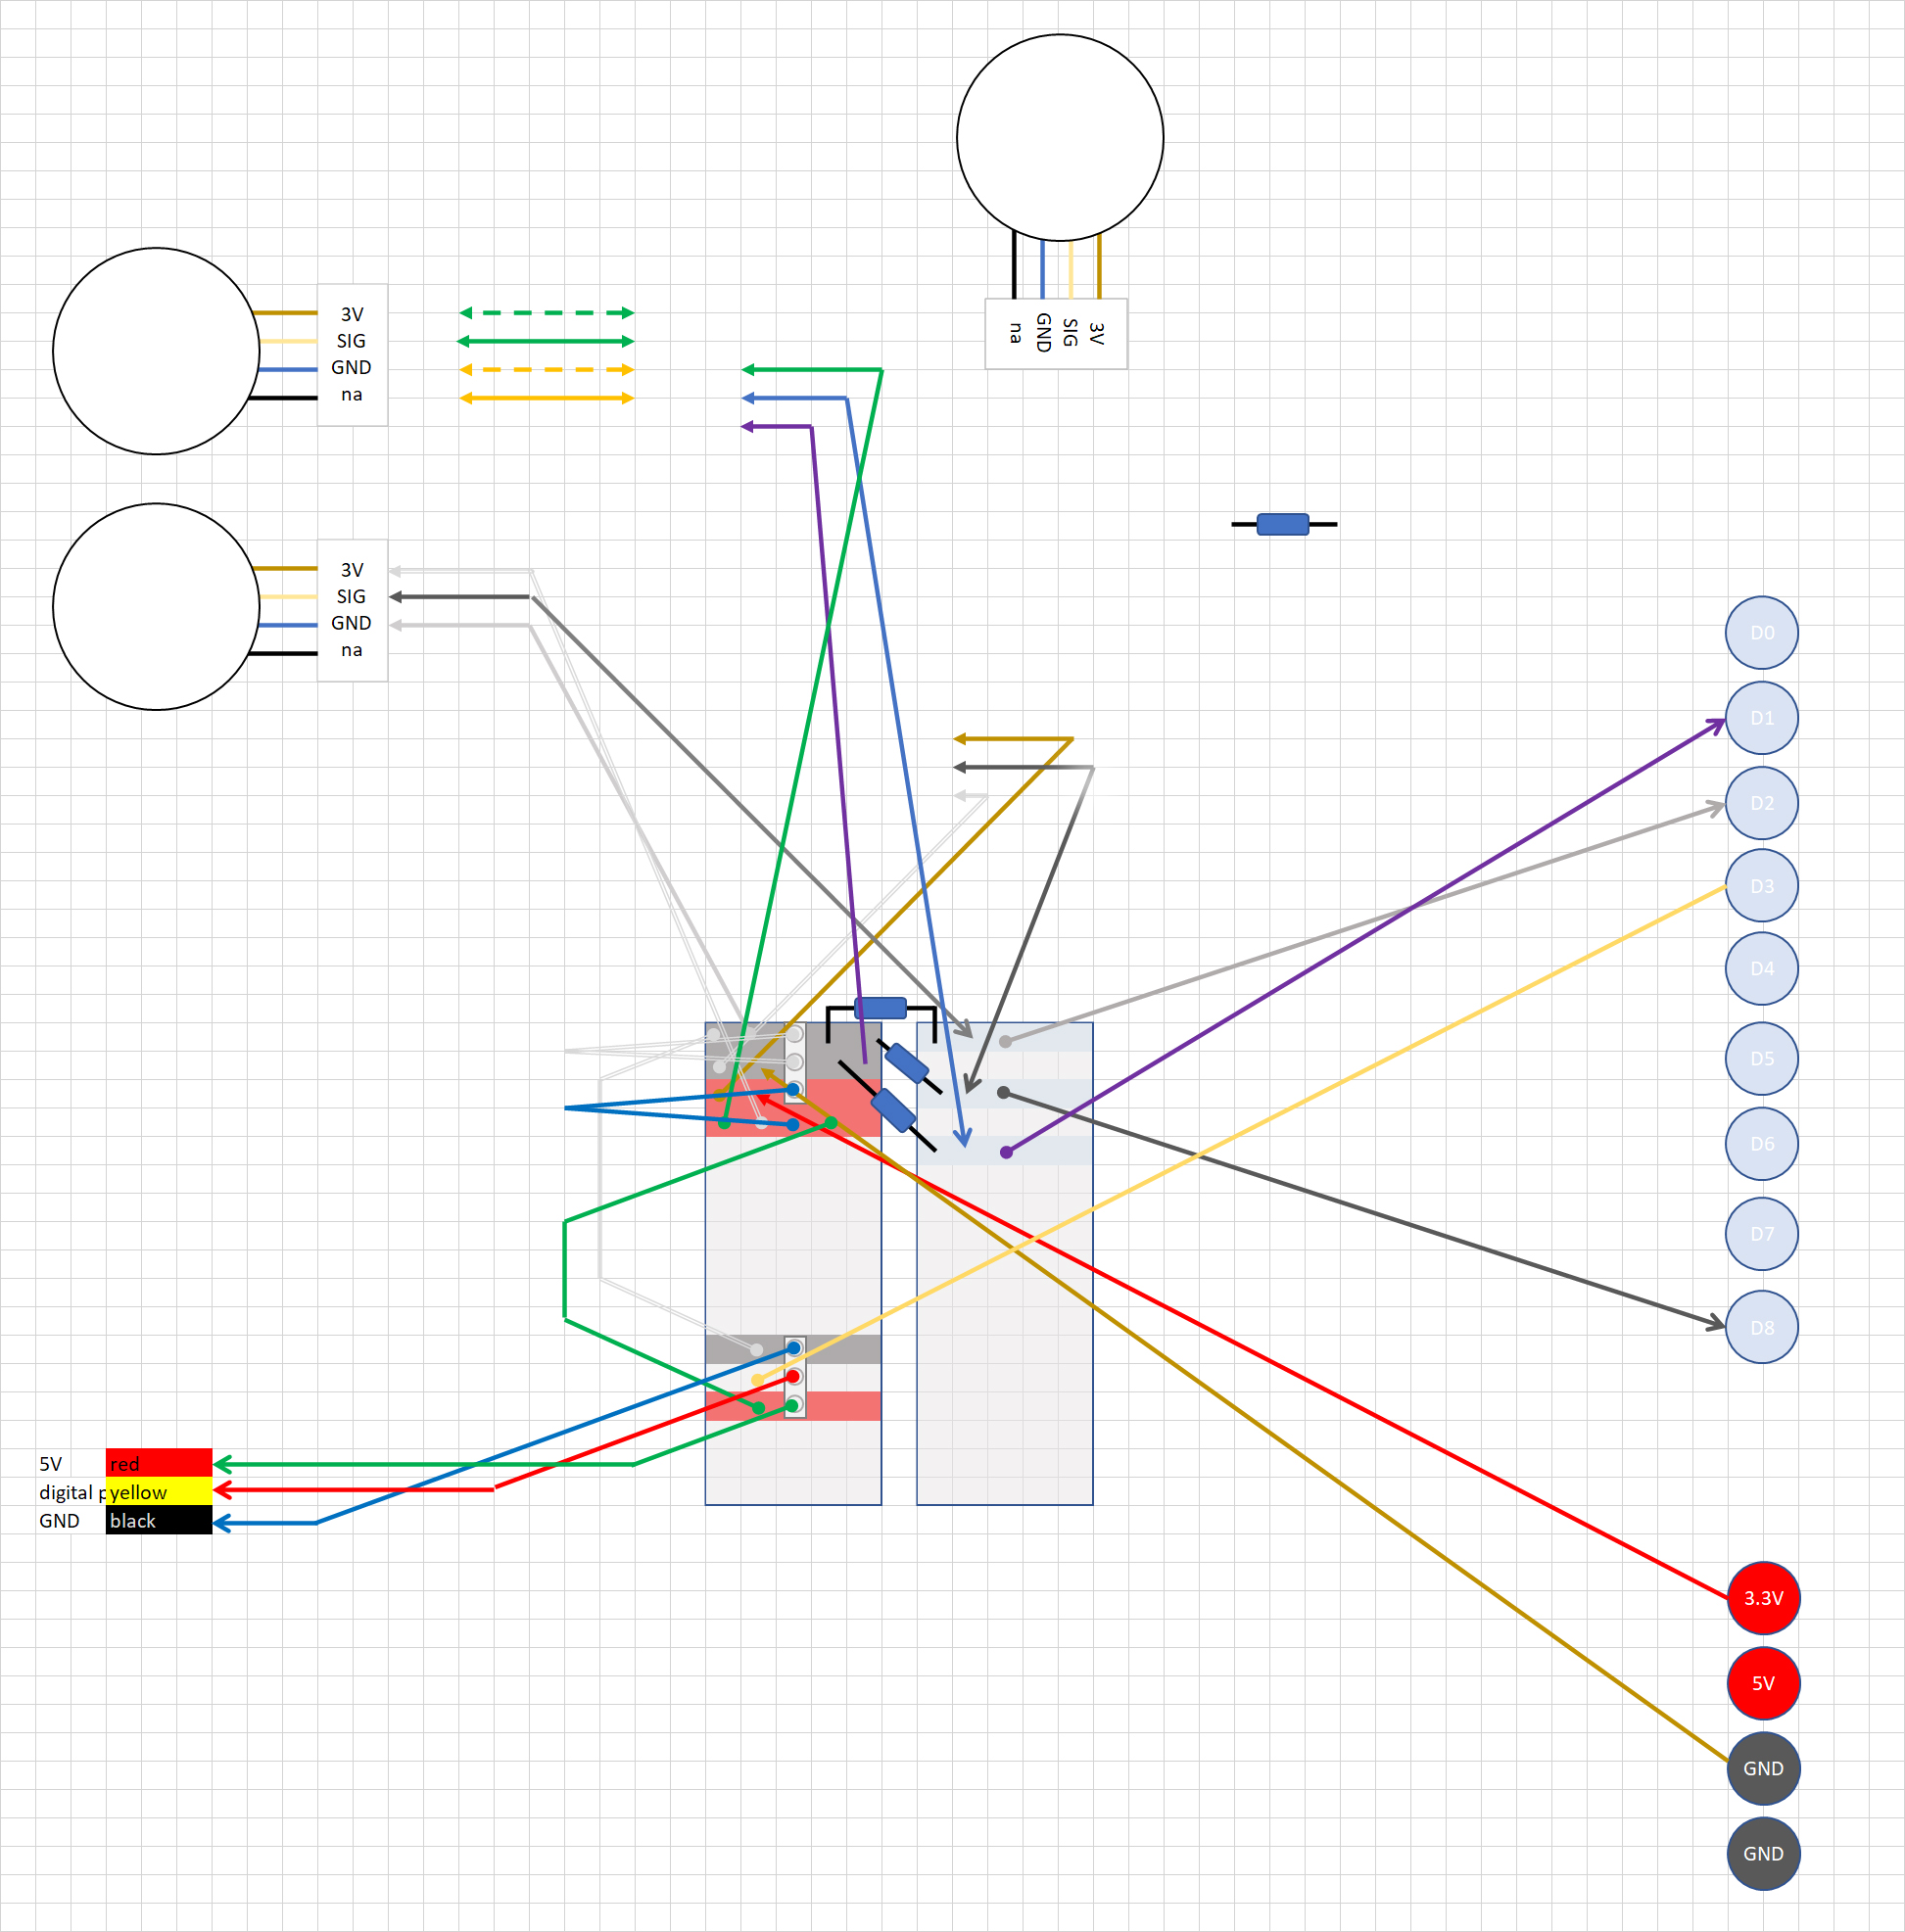 na
GND
SIG
3V
3V
SIG
GND
na
3V
SIG
GND
na
D0
D1
D2
D3
D4
D5
D6
D7
D8
5V red
digital p yellow
GND black
3.3V
5V
GND
GND